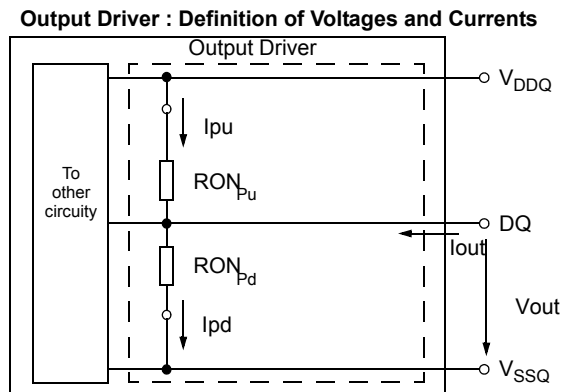 Output Driver : Definition of Voltages and Currents
Output Driver
VDDQ
Ipu
To
other
circuity
RONPu
DQ
Iout
RONPd
Vout
Ipd
VSSQ